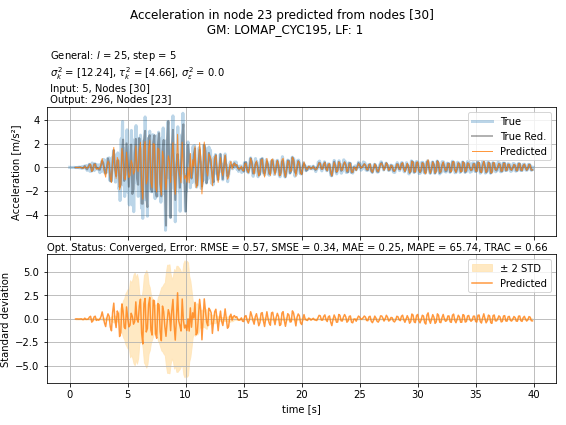 Acceleration in node 23 predicted from nodes [30]
GM: LOMAP_CYC195, LF: 1
General: l = 25, step = 5
σ²ₖ = [12.24], τ²ₖ = [4.66], σ²ε = 0.0
Input: 5, Nodes [30]
Output: 296, Nodes [23]
Acceleration [m/s²]
4
2
0
−2
−4
True
True Red.
Predicted
Opt. Status: Converged, Error: RMSE = 0.57, SMSE = 0.34, MAE = 0.25, MAPE = 65.74, TRAC = 0.66
Standard deviation
5.0
2.5
0.0
−2.5
−5.0
± 2 STD
Predicted
0 5 10 15 20 25 30 35 40
time [s]